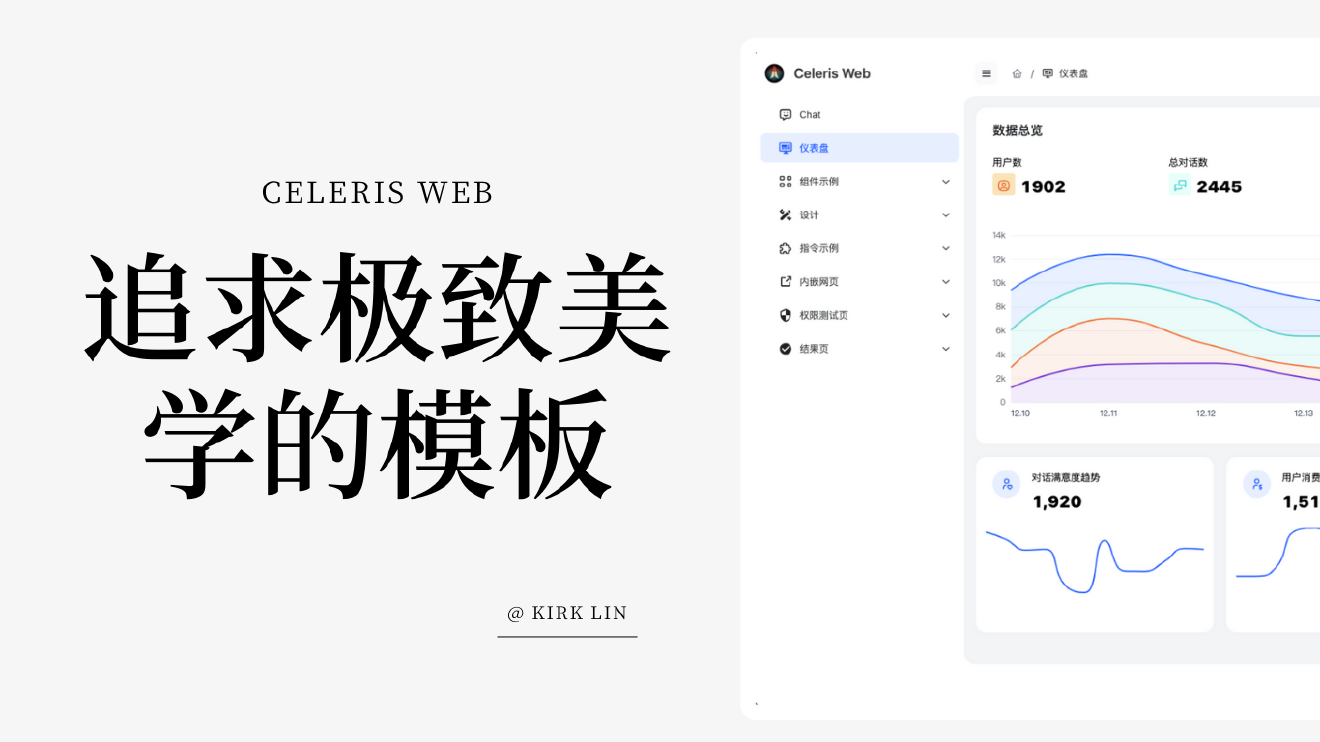 CELERIS WEB
追求极致美
学的模板
@ KIRK LIN
Celeris Web
/ 仪表盘
Chat
仪表盘
组件示例
设计
指令示例
内嵌网页
权限测试页
结果页
数据总览
用户数
1902
总对话数
2445
14k
12k
10k
8k
6k
4k
2k
0
12.10 12.11 12.12 12.13
对话满意度趋势
1,920
用户消费
1,51